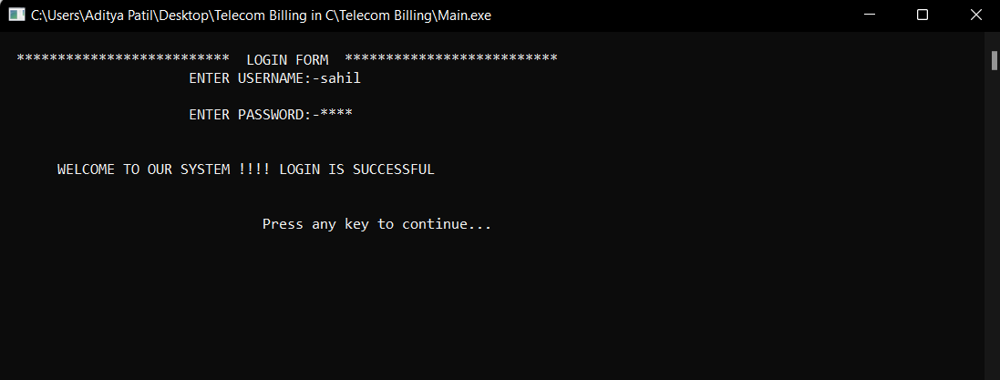 C:\Users\Aditya Patil\Desktop\Telecom Billing in C\Telecom Billing\Main.exe
************************** LOGIN FORM **************************
ENTER USERNAME:-sahil
ENTER PASSWORD:-****
WELCOME TO OUR SYSTEM !!!! LOGIN IS SUCCESSFUL
Press any key to continue...